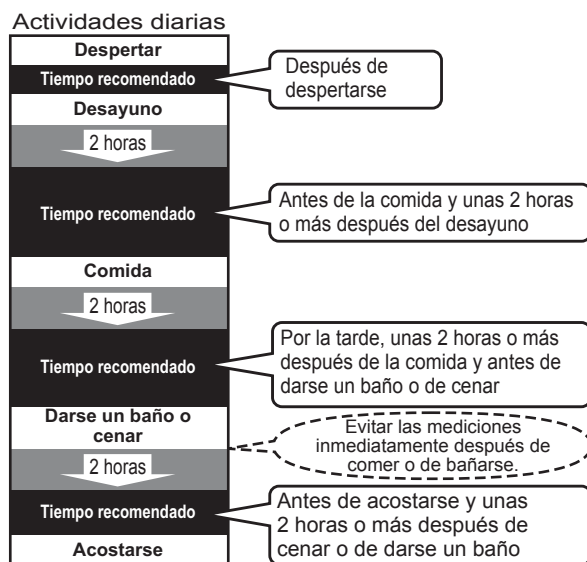 Actividades diarias
Despertar
Tiempo recomendado
Después de
despertarse
Desayuno
2 horas
Tiempo recomendado
Antes de la comida y unas 2 horas
o más después del desayuno
Comida
2 horas
Tiempo recomendado
Por la tarde, unas 2 horas o más
después de la comida y antes de
darse un baño o de cenar
Darse un baño o
cenar
Evitar las mediciones
inmediatamente después de
comer o de bañarse.
2 horas
Tiempo recomendado
Antes de acostarse y unas
2 horas o más después de
cenar o de darse un baño
Acostarse